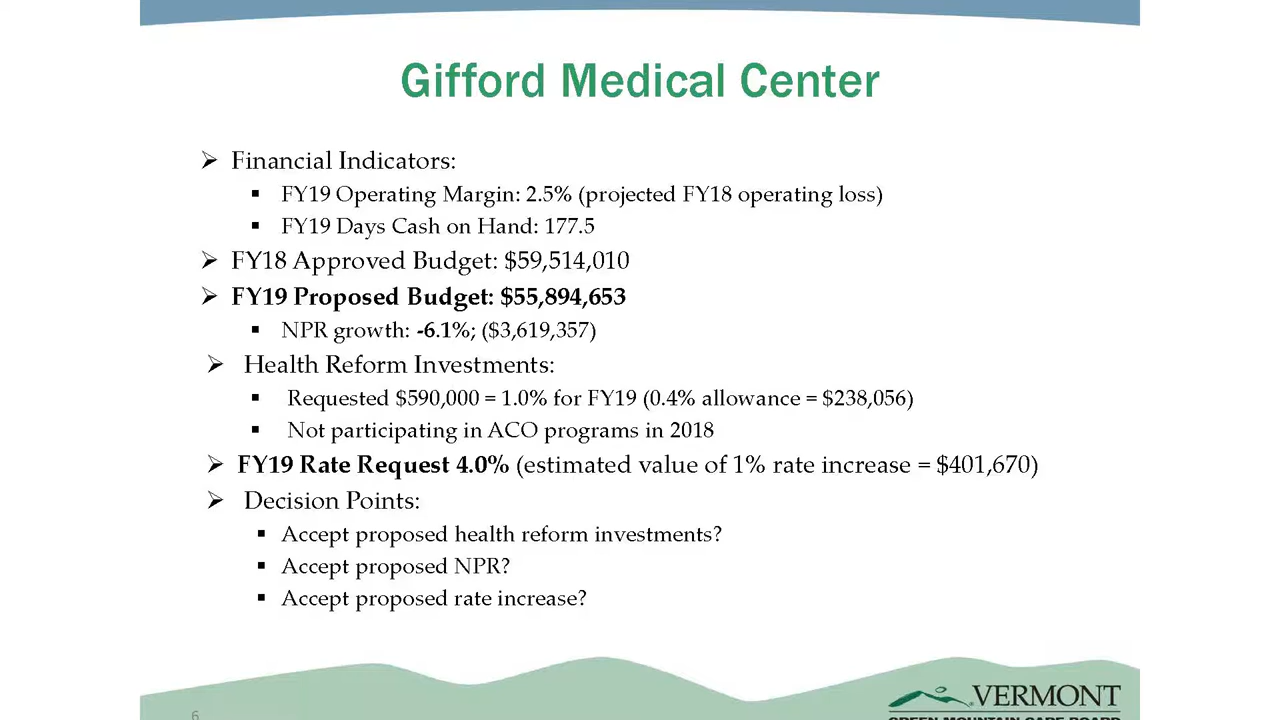 Gifford Medical Center
➢ Financial Indicators:
▪ FY19 Operating Margin: 2.5% (projected FY18 operating loss)
▪ FY19 Days Cash on Hand: 177.5
➢ FY18 Approved Budget: $59,514,010
➢ FY19 Proposed Budget: $55,894,653
▪ NPR growth: -6.1%; ($3,619,357)
➢ Health Reform Investments:
▪ Requested $590,000 = 1.0% for FY19 (0.4% allowance = $238,056)
▪ Not participating in ACO programs in 2018
➢ FY19 Rate Request 4.0% (estimated value of 1% rate increase = $401,670)
➢ Decision Points:
▪ Accept proposed health reform investments?
▪ Accept proposed NPR?
▪ Accept proposed rate increase?
6
VERMONT
GREEN MOUNTAIN CARE BOARD